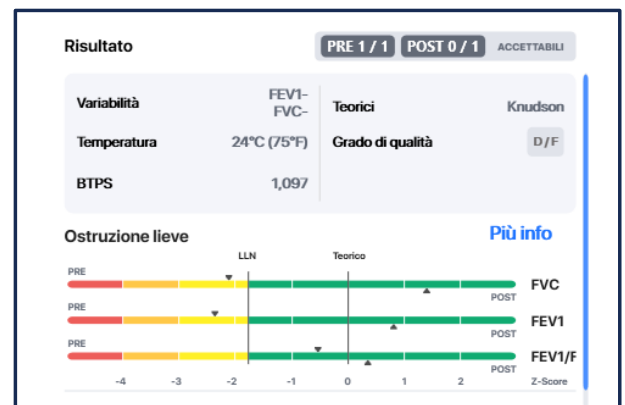 Risultato PRE 1 / 1 POST 0 / 1 ACCETTABILI
Variabilità FEV1- FVC- Teorici Knudson
Temperatura 24°C (75°F) Grado di qualità D/F
BTPS 1,097
Ostruzione lieve Più info
LLN Teorico
PRE
FVC
POST
PRE
FEV1
POST
PRE
FEV1/F
POST
-4 -3 -2 -1 0 1 2 Z-Score